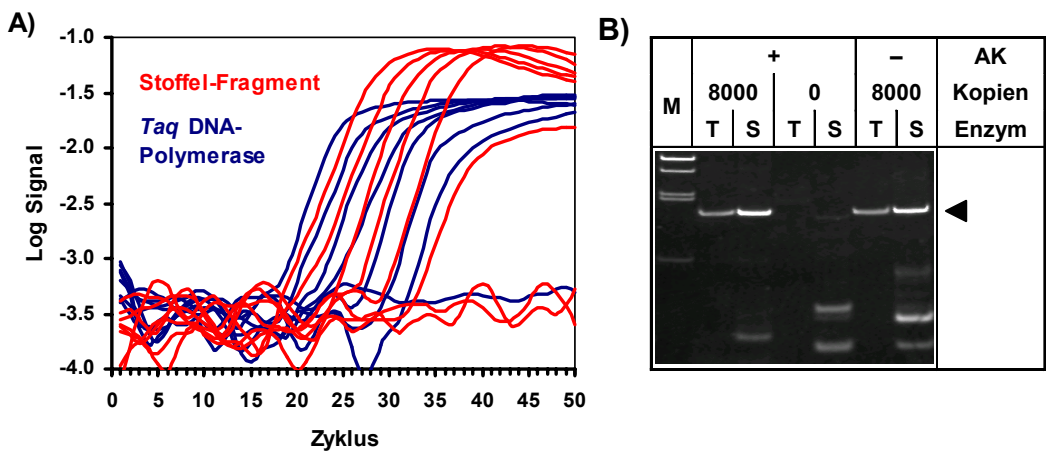 A)
-1.0
-1.5
-2.0
-2.5
-3.0
-3.5
-4.0
Log Signal
Stoffel-Fragment
Taq DNA-
Polymerase
0 5 10 15 20 25 30 35 40 45 50
Zyklus
B)
+ – AK
M 8000 0 8000 Kopien
T S T S T S Enzym